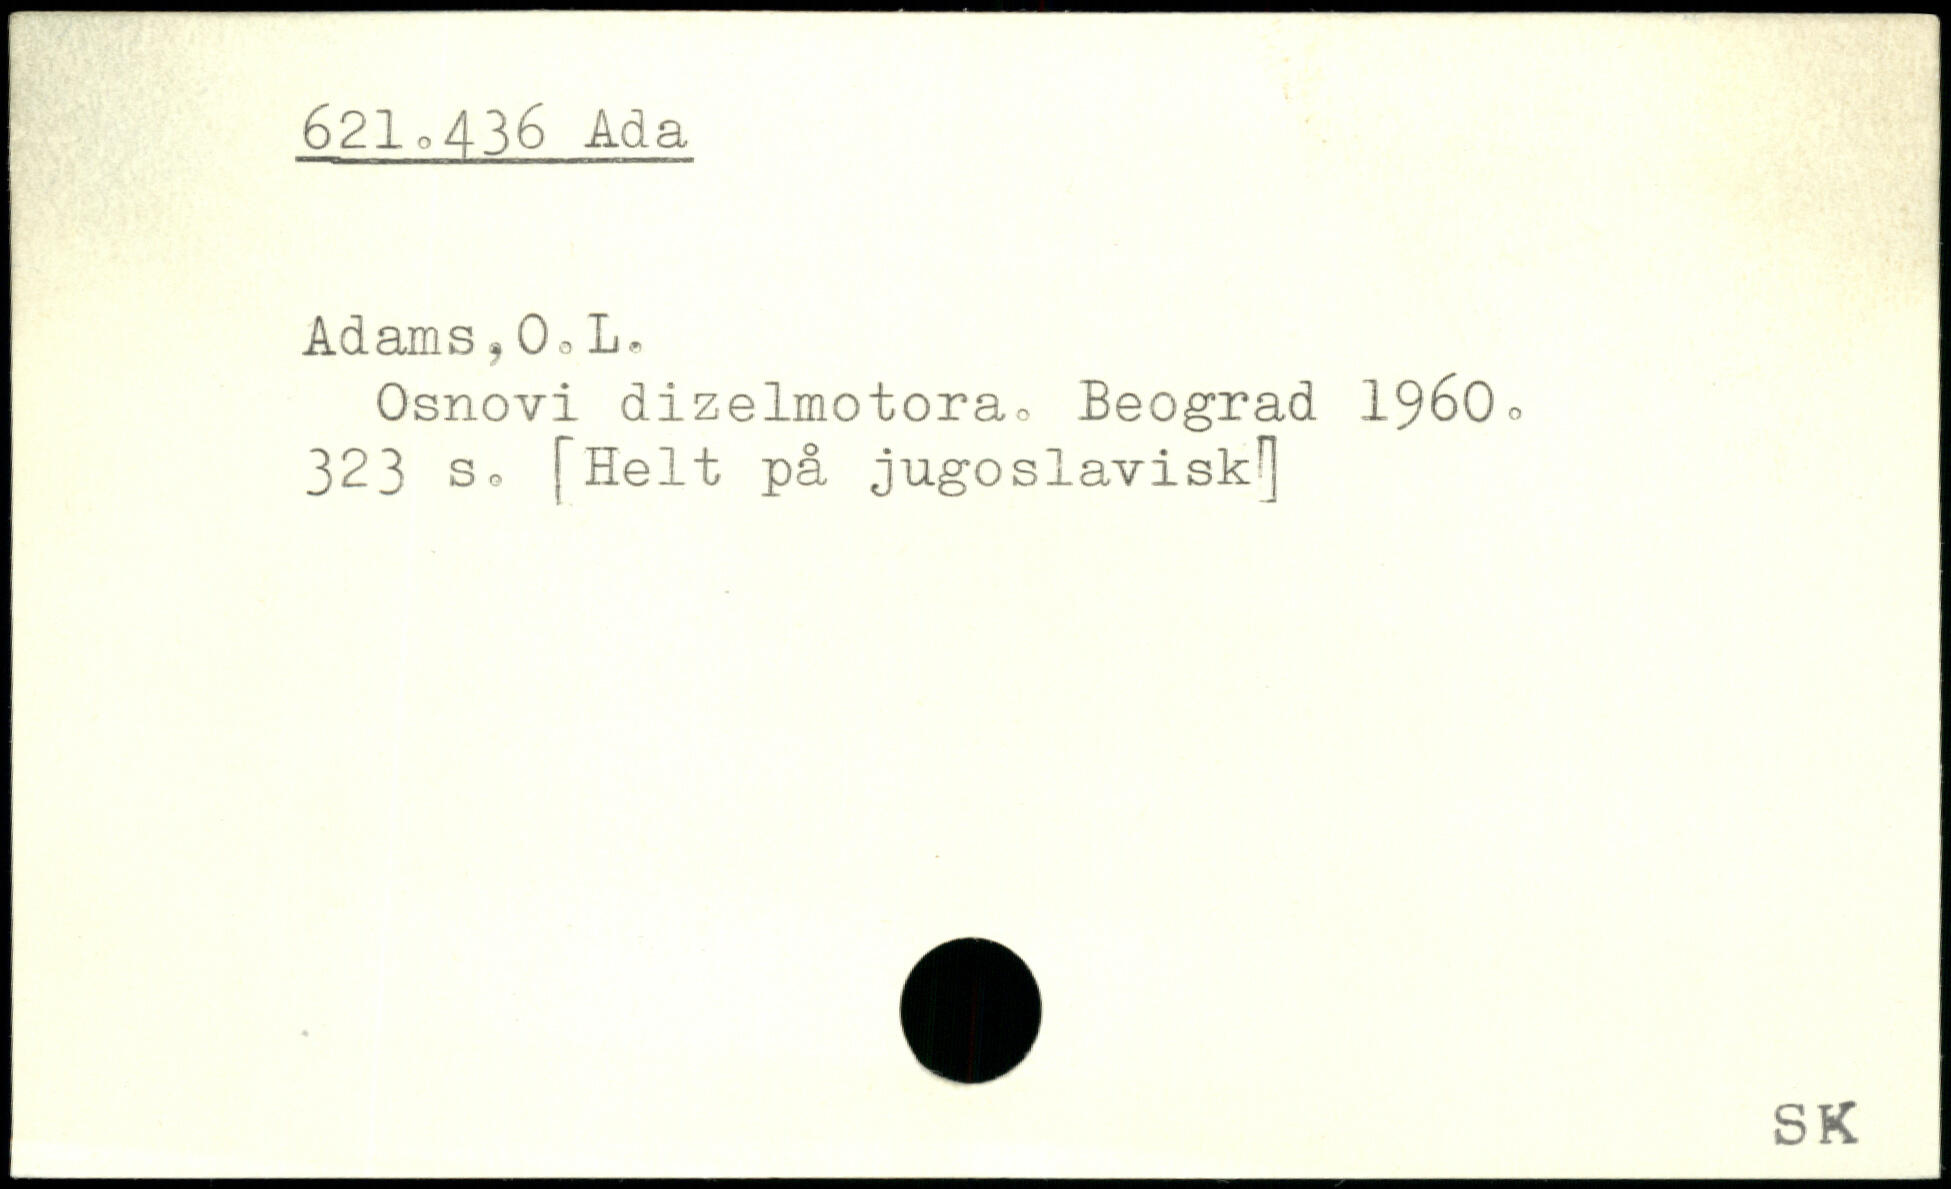 621.436 Ada
Adams,O.L.
Osnovi dizelmotora. Beograd 1960.
323 s. [Helt på jugoslavisk]
SK